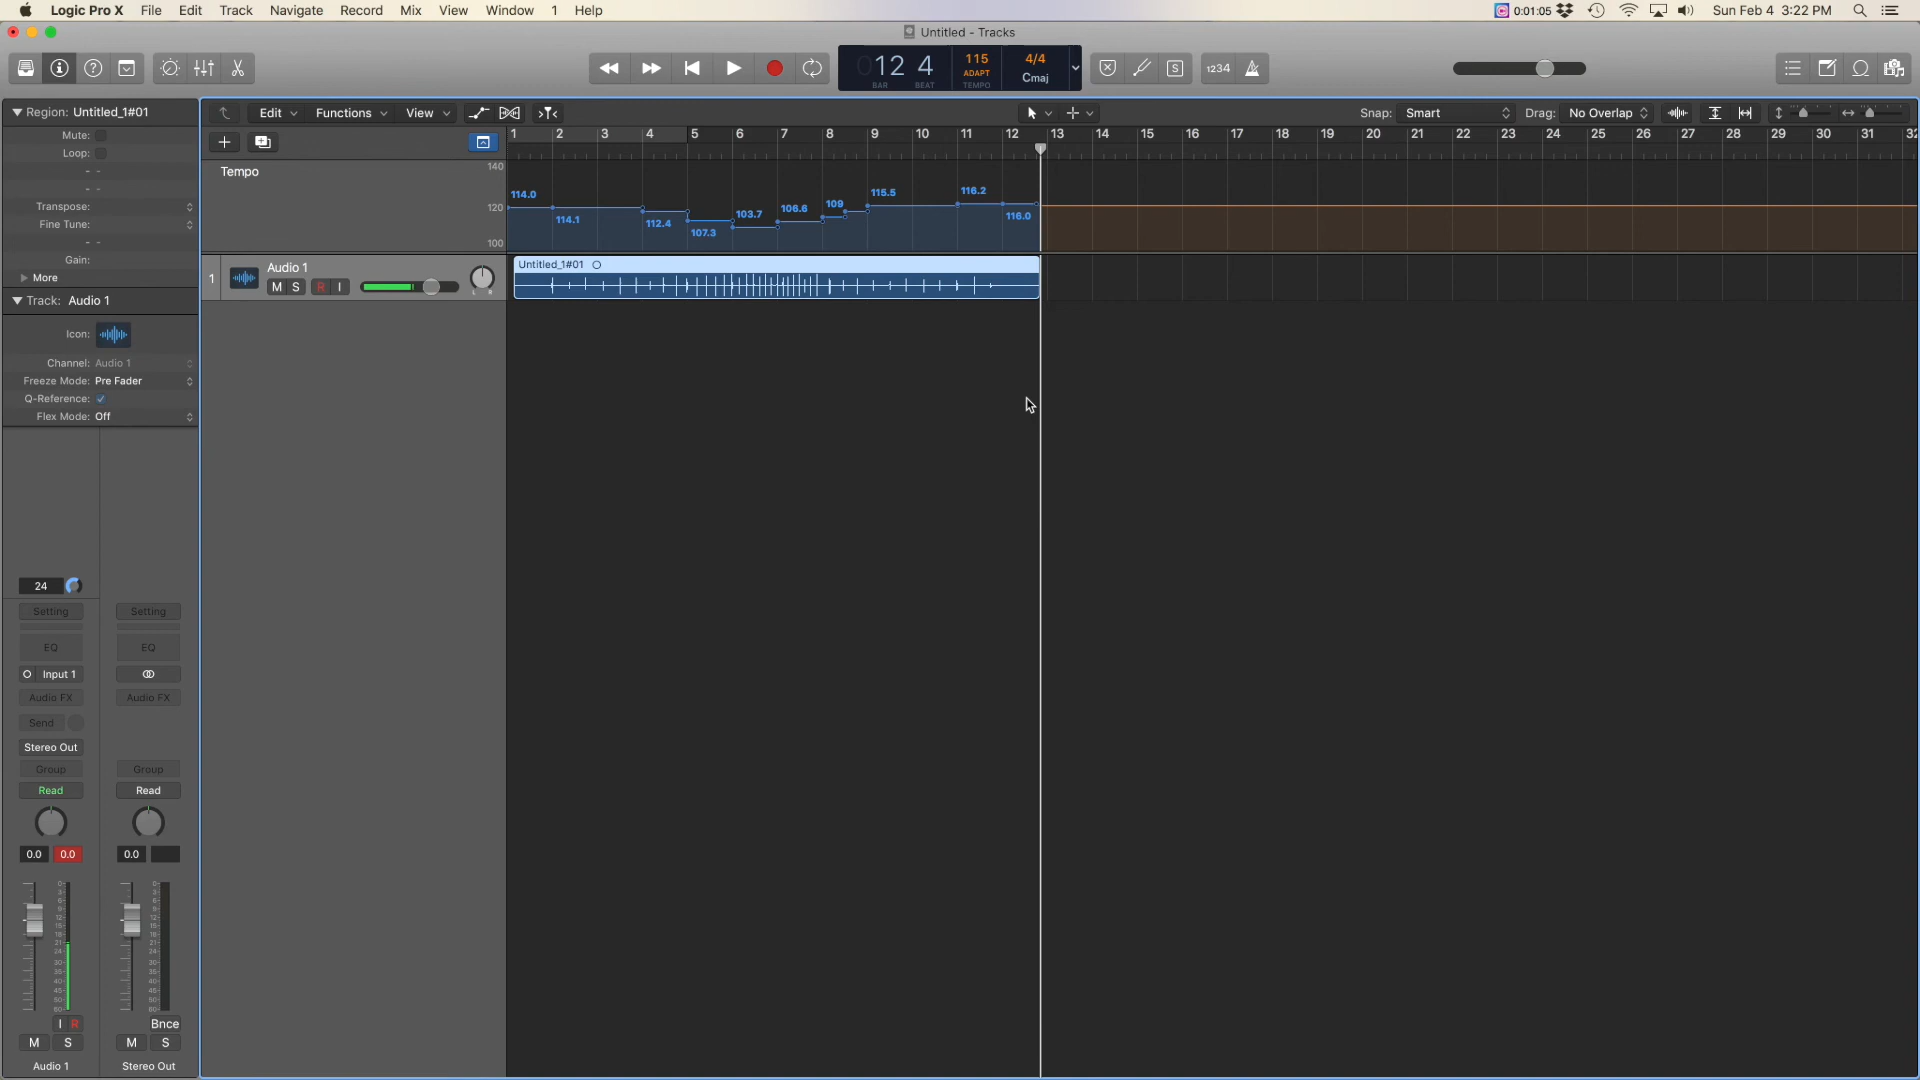 Logic Pro X File Edit Track Record Navigate Mix View Window 1 Help 0:01:05 Sun Feb 4 3:22 PM
Untitled - Tracks
012 4 115 4/4
ADAPT Cmaj
BAR BEAT TEMPO
S 1234
Region: Untitled_1#01
Edit Functions View Snap: Smart Drag: No Overlap
Mute:
Loop:
Transpose:
Fine Tune:
Gain:
More
1 2 3 4 5 6 7 8 9 10 11 12 13 14 15 16 17 18 19 20 21 22 23 24 25 26 27 28 29 30 31 32
Tempo
140
120
100
114.0 114.1 112.4 107.3 103.7 106.6 109 115.5 116.2 116.0
1 Audio 1
M S R I
L R
Untitled_1#01
Track: Audio 1
Icon:
Channel: Audio 1
Freeze Mode: Pre Fader
Q-Reference:
Flex Mode: Off
24
Setting Setting
EQ EQ
Input 1
Audio FX Audio FX
Send
Stereo Out
Group Group
Read Read
0.0 0.0 0.0
I R Bnce
M S M S
Audio 1 Stereo Out